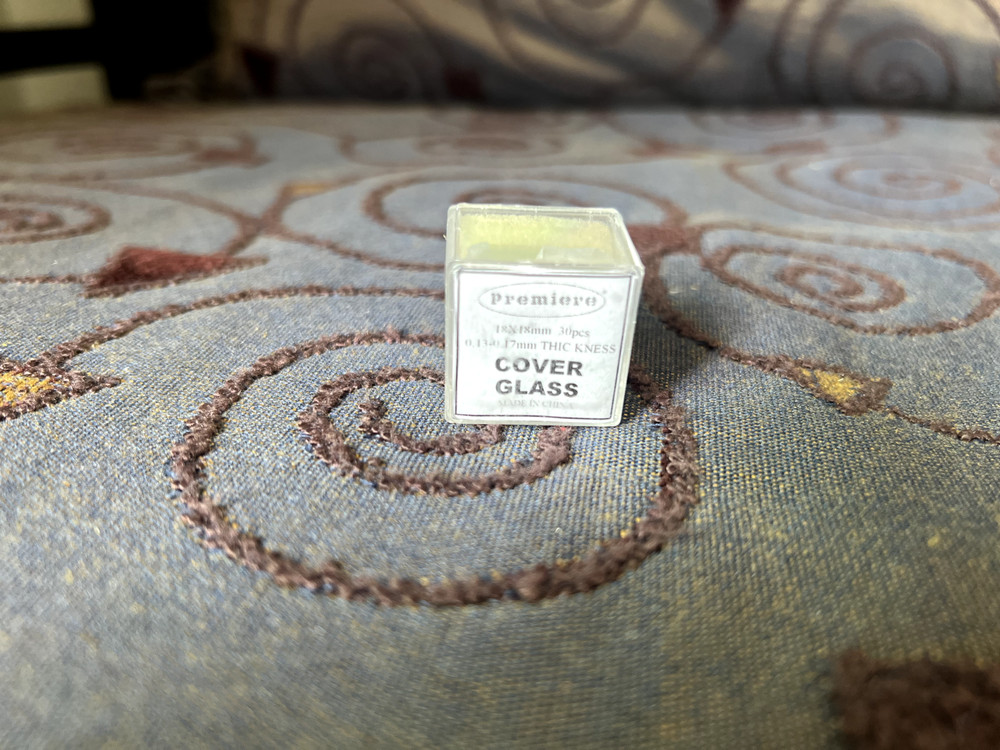 Premiere®
18X18mm 30pcs
0.13-0.17mm THIC KNESS
COVER
GLASS
MADE IN CHINA